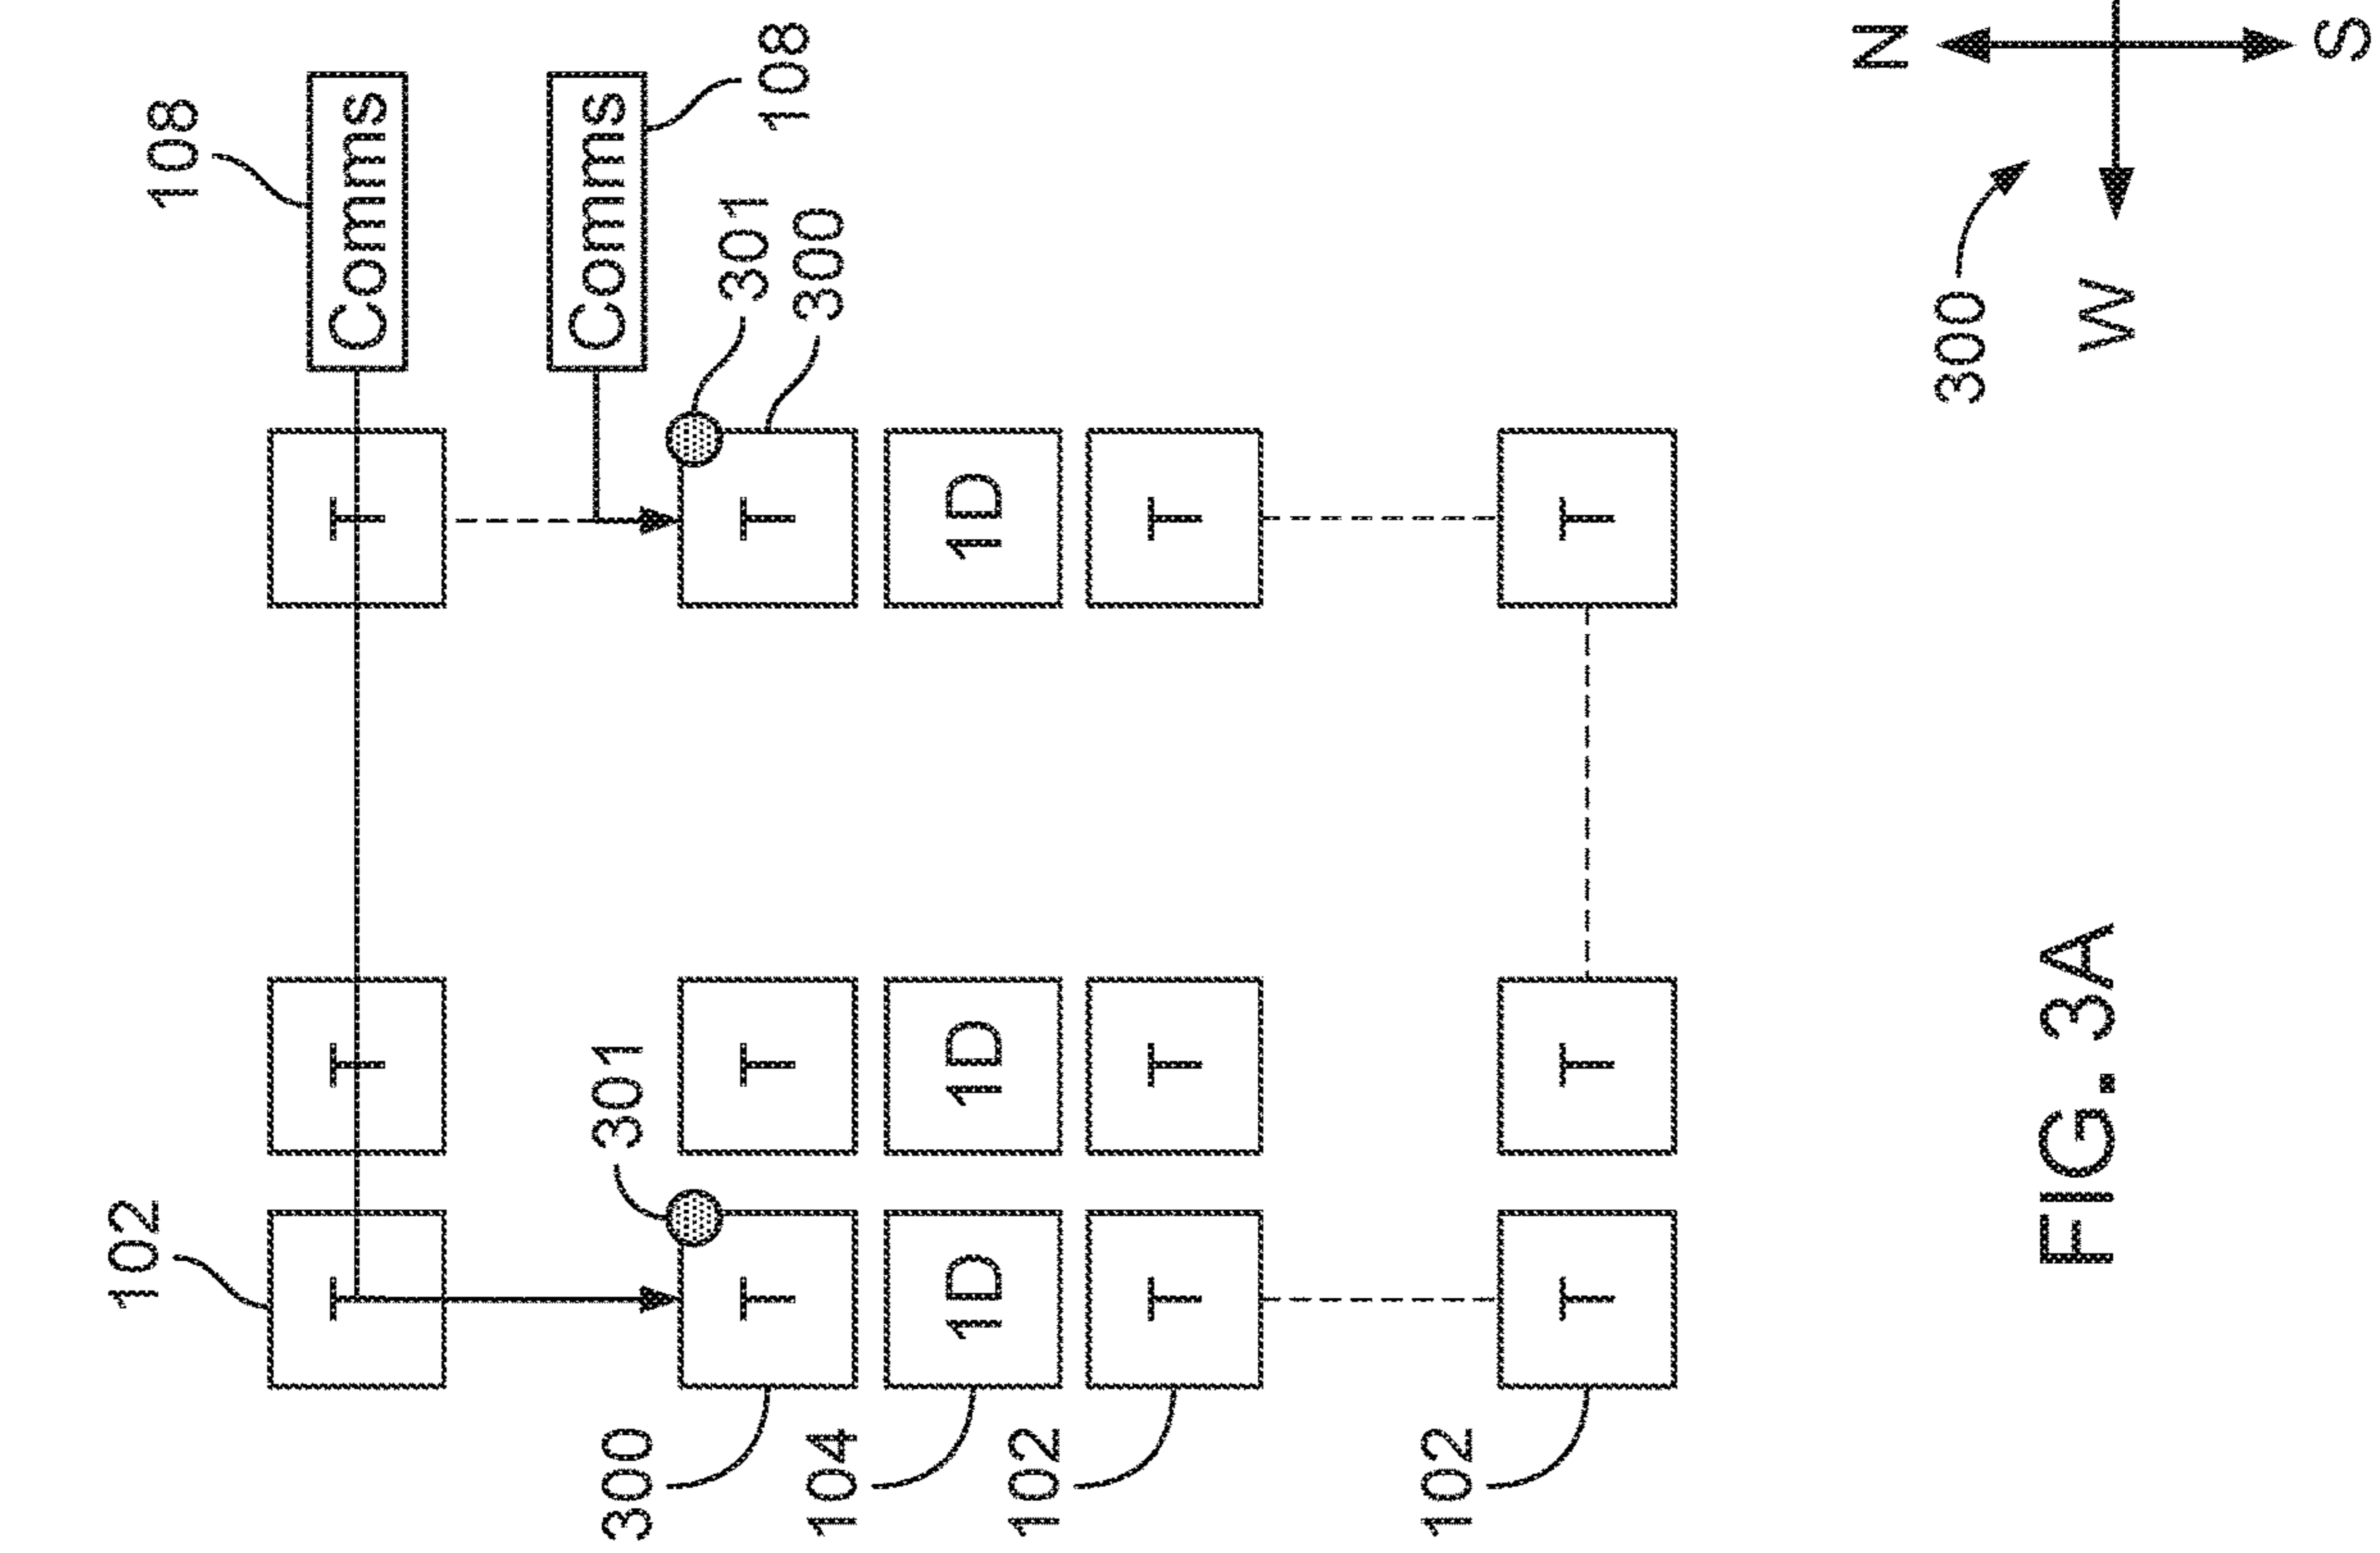 102
108
T T T Comms
300 301 Comms
301 108
T T T
300
104
1D 1D 1D
102
T T T
102
T T T
N
300
W
S
FIG. 3A